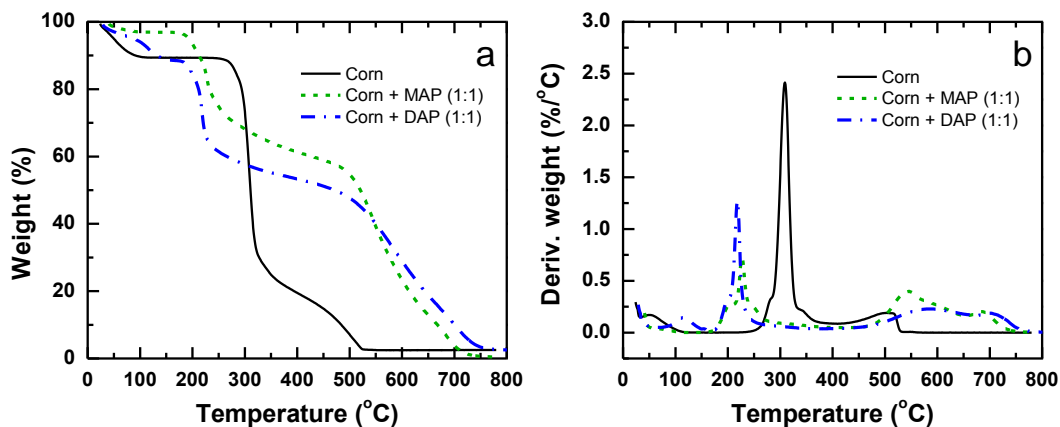 a
Corn
Corn + MAP (1:1)
Corn + DAP (1:1)
Weight (%)
100
80
60
40
20
0
0 100 200 300 400 500 600 700 800
Temperature (°C)
b
Corn
Corn + MAP (1:1)
Corn + DAP (1:1)
Deriv. weight (%/°C)
3.0
2.5
2.0
1.5
1.0
0.5
0.0
0 100 200 300 400 500 600 700 800
Temperature (°C)